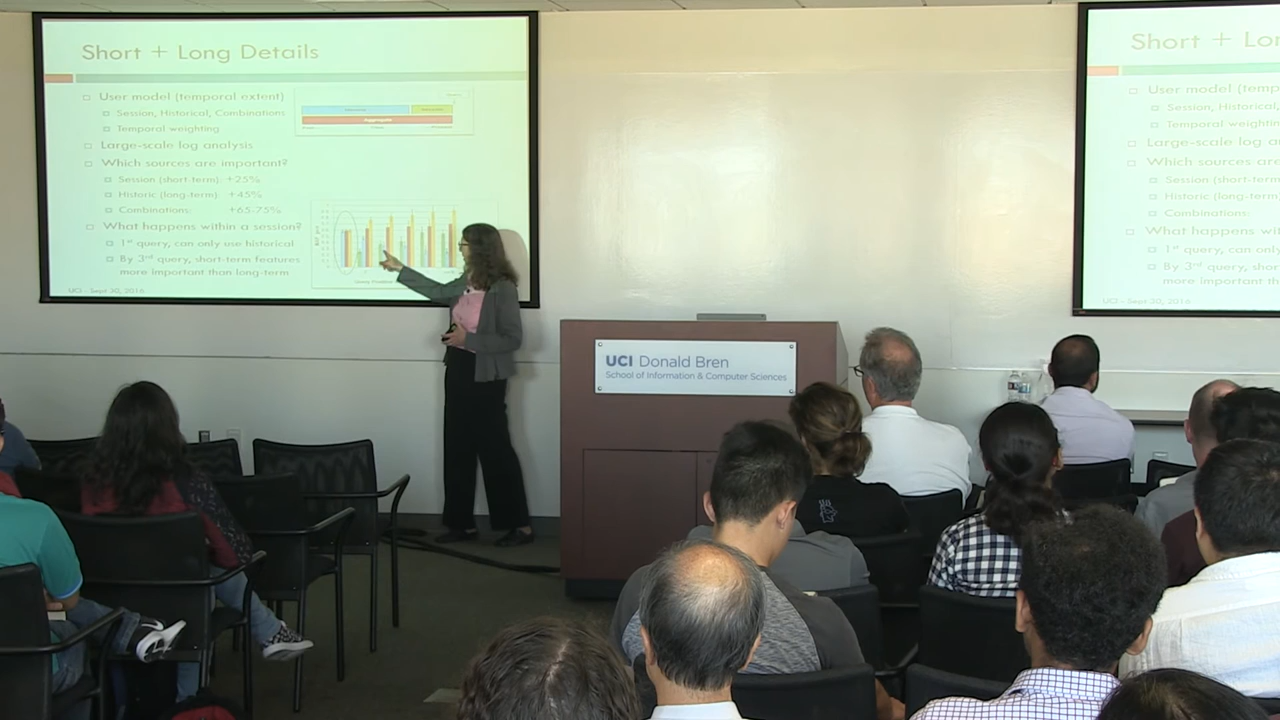 Short + Long Details
User model (temporal extent)
Session, Historical, Combinations
Temporal weighting
Large-scale log analysis
Which sources are important?
Session (short-term): +25%
Historic (long-term): +45%
Combinations: +65-75%
What happens within a session?
1st query, can only use historical
By 3rd query, short-term features
more important than long-term
UCI - Sept 30, 2016
Aggregate
UCI Donald Bren
School of Information & Computer Sciences
Short + Lon
User model (temp
Session, Historical,
Temporal weightin
Large-scale log a
Which sources are
Session (short-term
Historic (long-term
Combinations:
What happens wit
1st query, can only
By 3rd query, shor
more important th
UCI - Sept 30, 2016